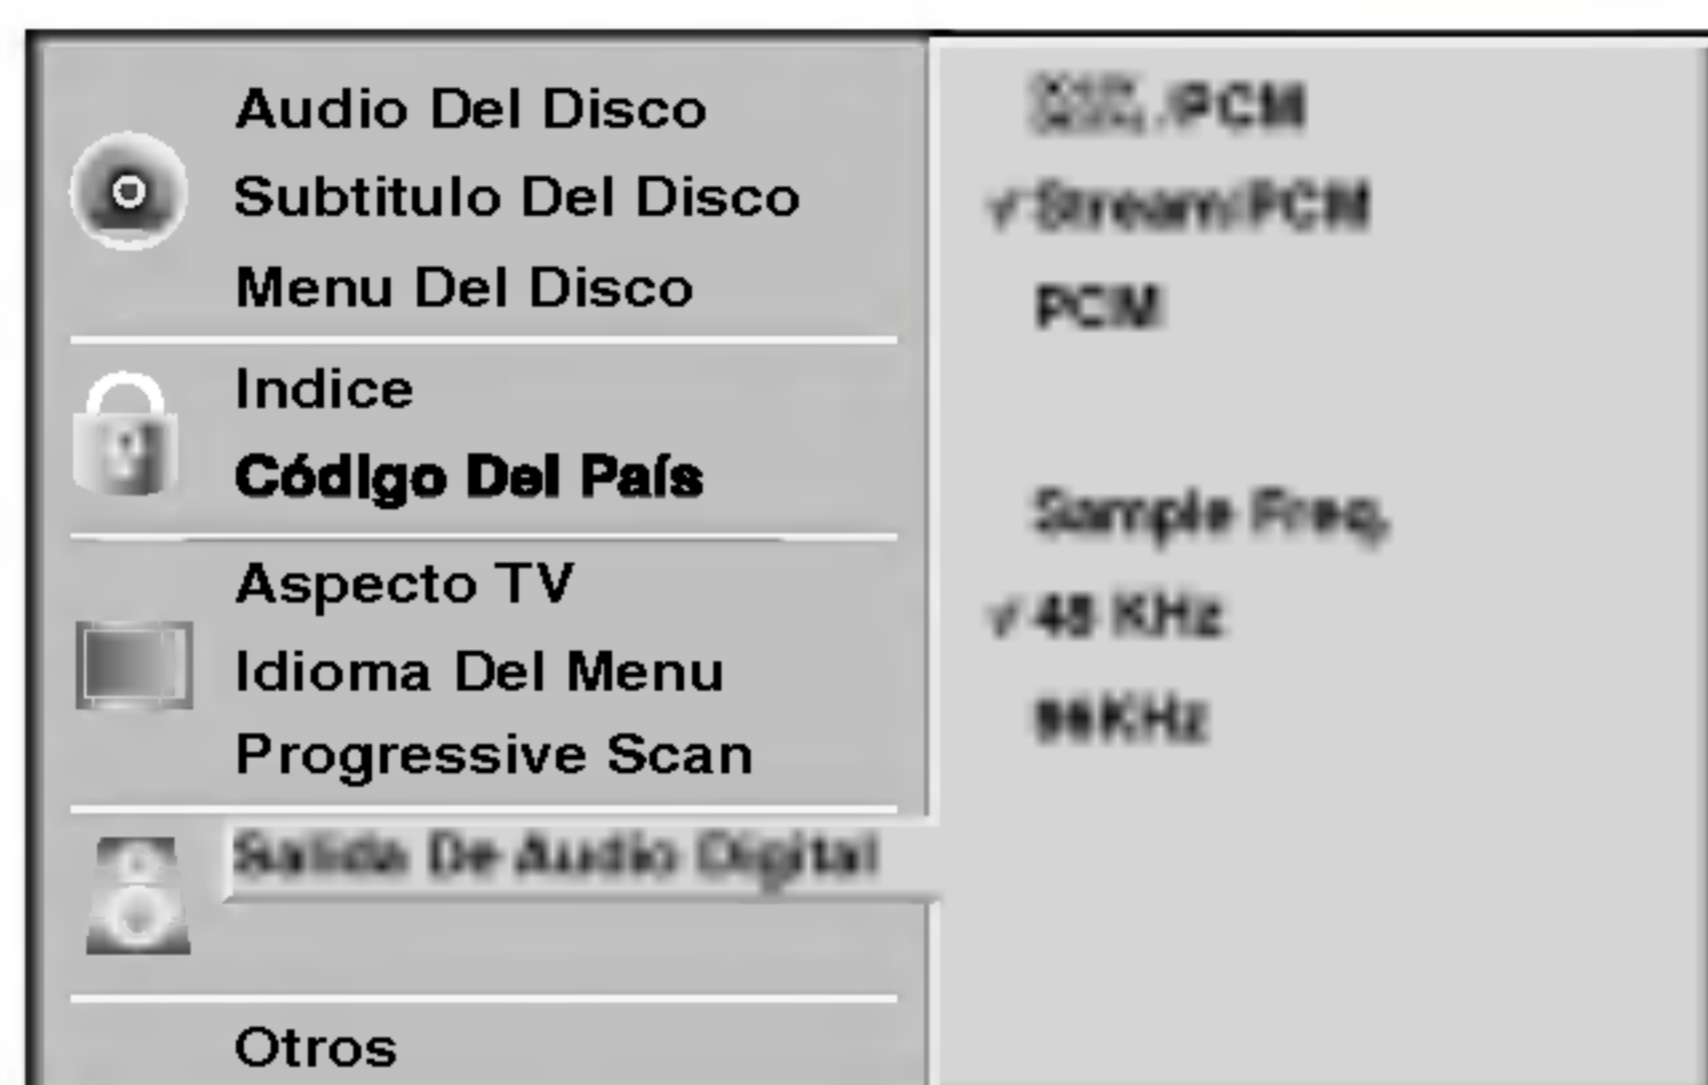 Audio Del Disco
Subtitulo Del Disco
Menu Del Disco
Indice
Código Del País
Aspecto TV
Idioma Del Menu
Progressive Scan
Salida De Audio Digital
Otros
/PCM
✓ Stream/PCM
PCM
Sample Freq.
✓ 48 KHz
96KHz